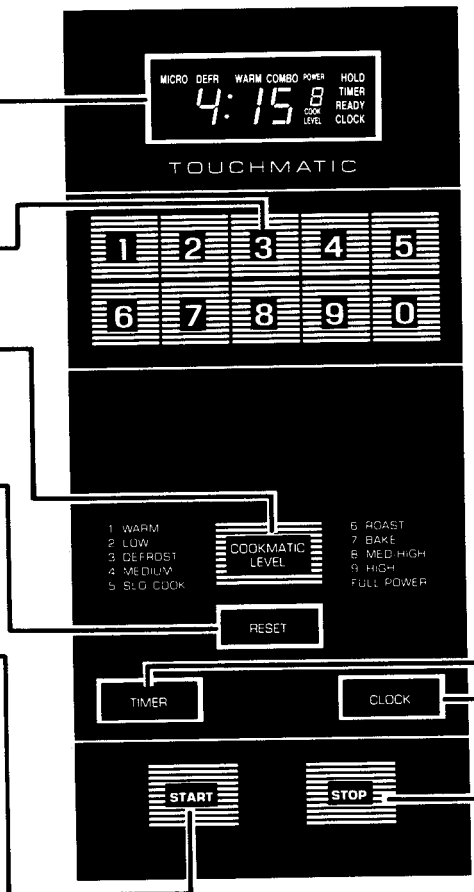 MICRO DEFR WARM COMBO POWER HOLD
4:15 8 TIMER
COOK READY
LEVEL CLOCK
TOUCHMATIC
1 2 3 4 5
6 7 8 9 0
1 WARM
2 LOW
3 DEFROST
4 MEDIUM
5 SLO COOK
COOKMATIC
LEVEL
6 ROAST
7 BAKE
8 MED-HIGH
9 HIGH
FULL POWER
RESET
TIMER
CLOCK
START
STOP